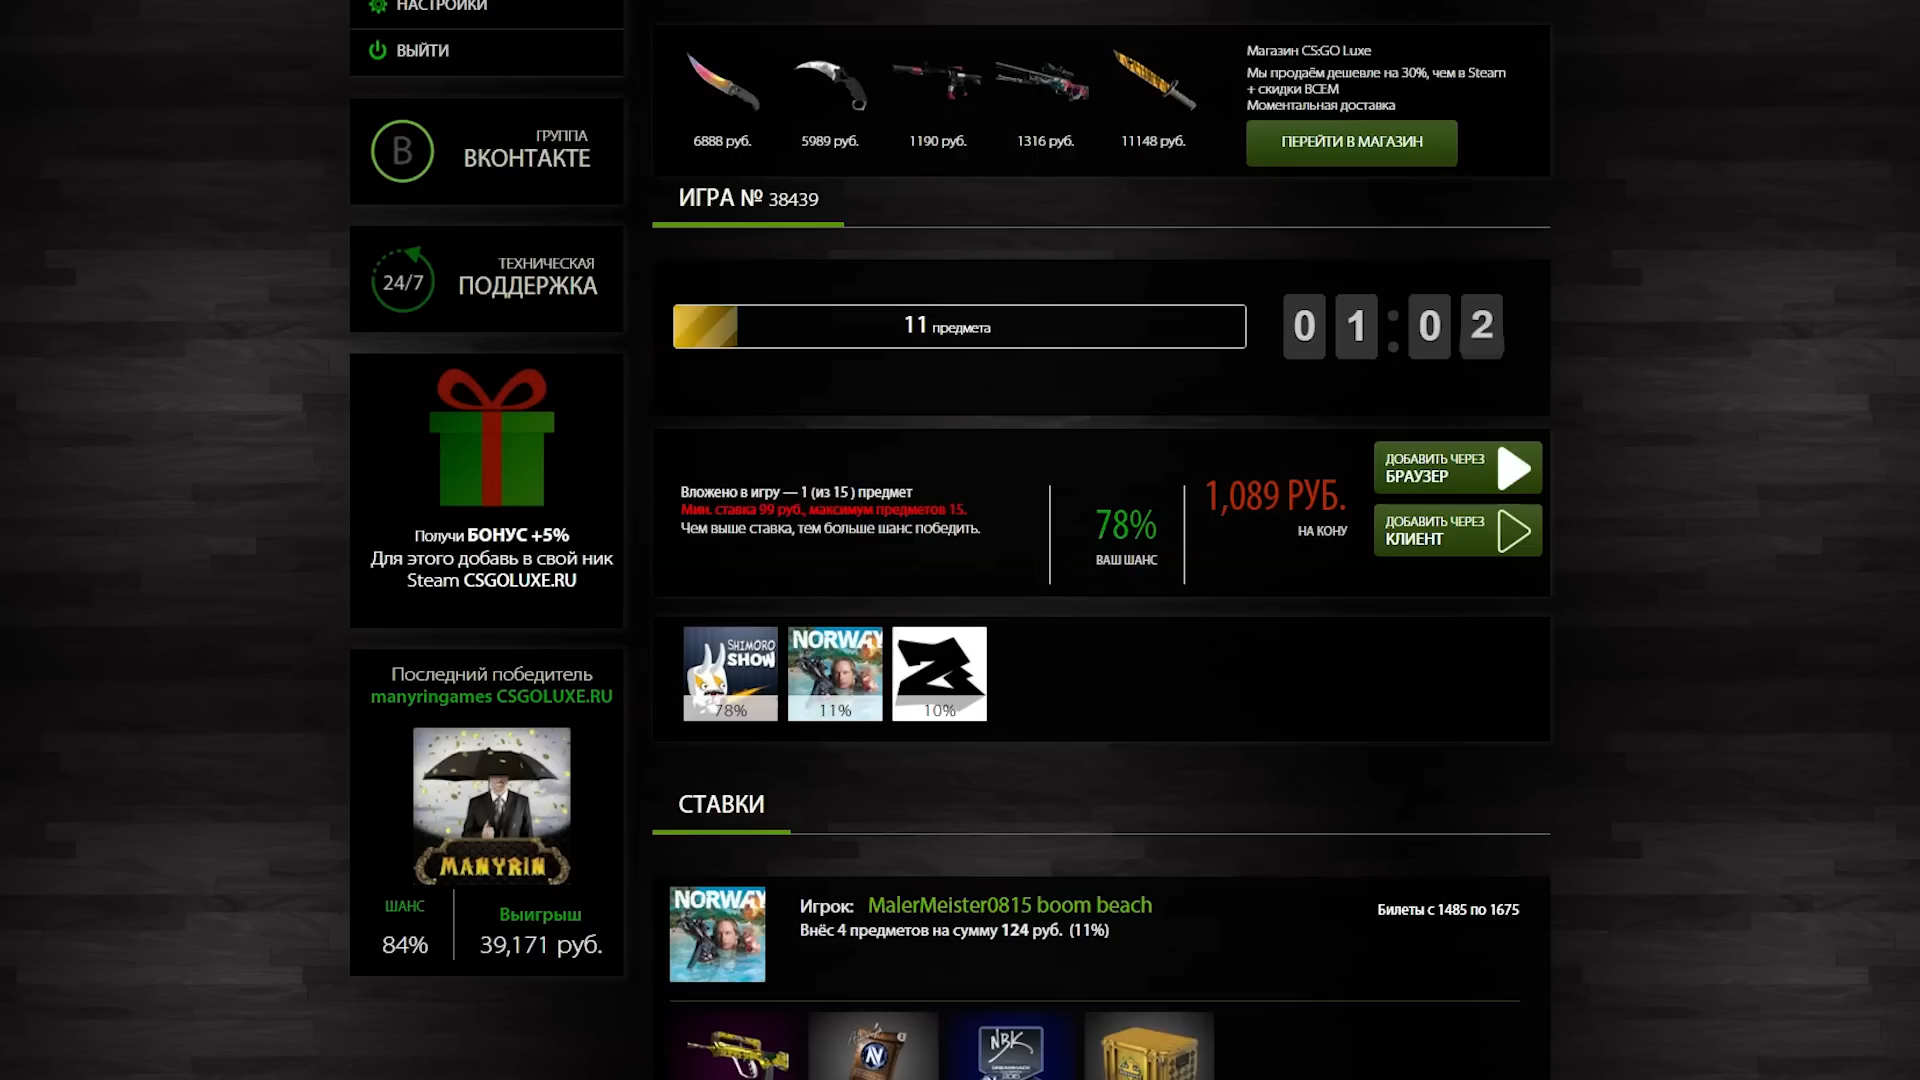 НАСТРОЙКИ
ВЫЙТИ
ГРУППА
ВКОНТАКТЕ
24/7
ТЕХНИЧЕСКАЯ
ПОДДЕРЖКА
Получи БОНУС +5%
Для этого добавь в свой ник
Steam CSGOLUXE.RU
Последний победитель
manyringames CSGOLUXE.RU
MANYRIN
ШАНС
84%
Выигрыш
39,171 руб.
6888 руб.
5989 руб.
1190 руб.
1316 руб.
11148 руб.
Магазин CS:GO Luxe
Мы продаём дешевле на 30%, чем в Steam
+ скидки ВСЕМ
Моментальная доставка
ПЕРЕЙТИ В МАГАЗИН
ИГРА № 38439
11 предмета
01:02
Вложено в игру — 1 (из 15 ) предмет
Мин. ставка 99 руб., максимум предметов 15.
Чем выше ставка, тем больше шанс победить.
78%
ВАШ ШАНС
1,089 РУБ.
НА КОНУ
ДОБАВИТЬ ЧЕРЕЗ
БРАУЗЕР
ДОБАВИТЬ ЧЕРЕЗ
КЛИЕНТ
SHIMORO
SHOW
78%
NORWAY
11%
10%
СТАВКИ
NORWAY
Игрок: MalerMeister0815 boom beach
Внёс 4 предметов на сумму 124 руб. (11%)
Билеты с 1485 по 1675
NBK